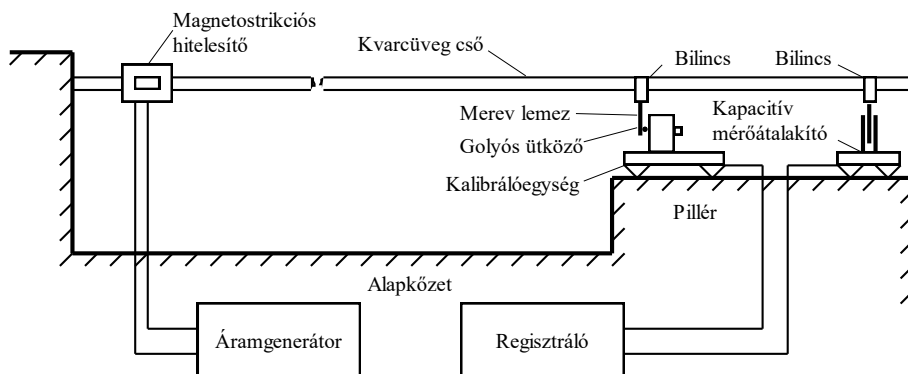 Magnetostrikciós
hitelesítő
Kvarcüveg cső
Bilincs
Bilincs
Merev lemez
Golyós ütköző
Kalibrálóegység
Kapacitív
mérőátalakító
Pillér
Alapkőzet
Áramgenerátor
Regisztráló